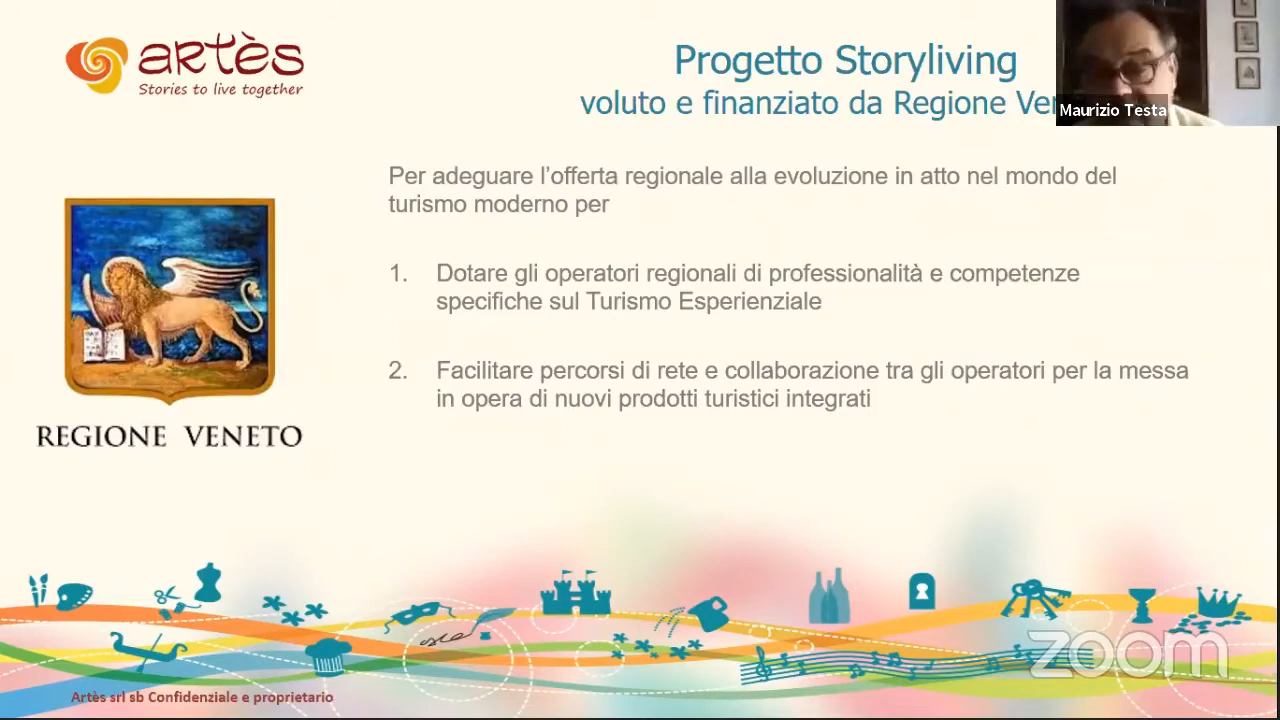 artès
Stories to live together
Progetto Storyliving
voluto e finanziato da Regione
Maurizio Testa
Per adeguare l'offerta regionale alla evoluzione in atto nel mondo del
turismo moderno per
1. Dotare gli operatori regionali di professionalità e competenze
specifiche sul Turismo Esperienziale
2. Facilitare percorsi di rete e collaborazione tra gli operatori per la messa
in opera di nuovi prodotti turistici integrati
REGIONE VENETO
zoom
Artès srl sb Confidenziale e proprietario